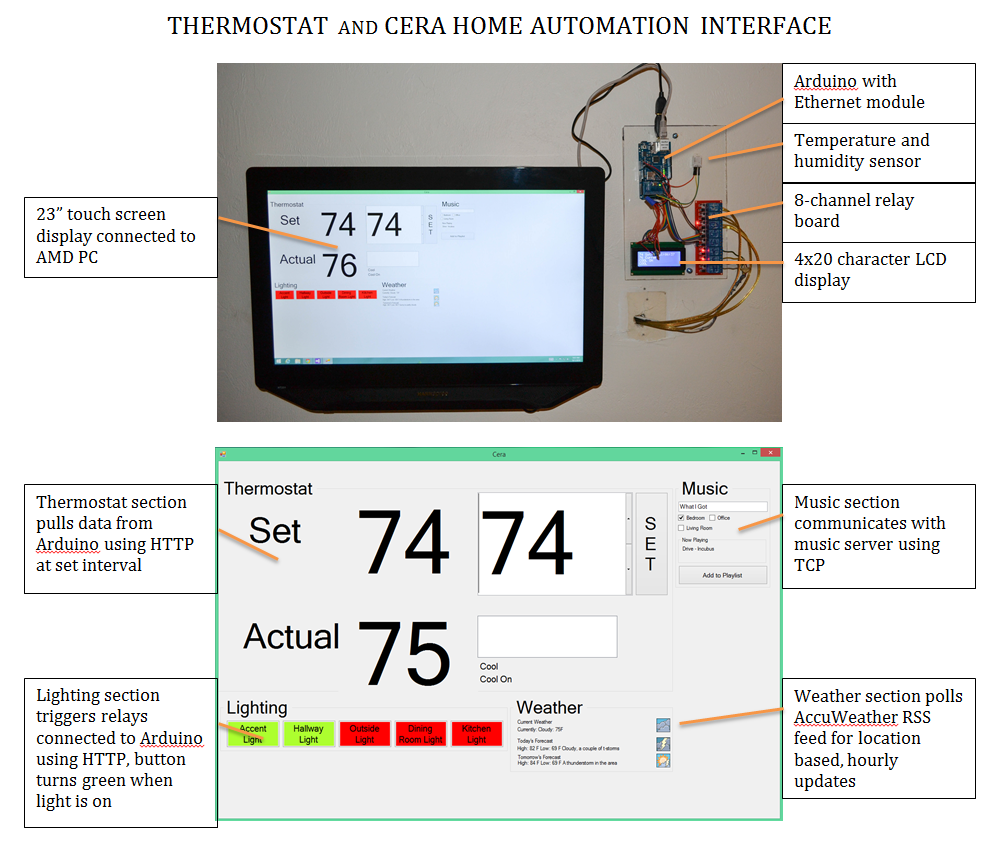 THERMOSTAT AND CERA HOME AUTOMATION INTERFACE
Arduino with
Ethernet module
Temperature and
humidity sensor
8-channel relay
board
4x20 character LCD
display
23” touch screen
display connected to
AMD PC
Thermostat
Set
74 74
SET
Actual
76
Cool
Cool On
Music
Lighting
Weather
Thermostat section
pulls data from
Arduino using HTTP
at set interval
Lighting section
triggers relays
connected to Arduino
using HTTP, button
turns green when
light is on
Cera
Thermostat
Set
74 74
SET
Actual
75
Cool
Cool On
Music
What I Got
Bedroom Office
Living Room
Now Playing
Drive - Incubus
Add to Playlist
Lighting
Accent
Light
Hallway
Light
Outside
Light
Dining
Room Light
Kitchen
Light
Weather
Current Weather
Currently: Cloudy: 75F
Today's Forecast
High: 82 F Low: 69 F Cloudy, a couple of t-storms
Tomorrow's Forecast
High: 84 F Low: 69 F A thunderstorm in the area
Music section
communicates with
music server using
TCP
Weather section polls
AccuWeather RSS
feed for location
based, hourly
updates